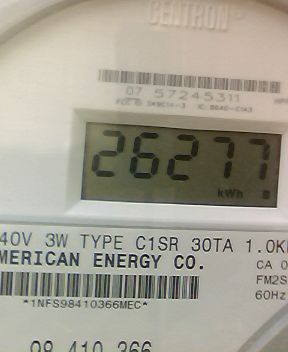 CENTRON
07 57245311
26277
kWh
40V 3W TYPE C1SR 30TA 1.0K
MERICAN ENERGY CO.
CA 0
FM2S
60Hz
*1NFS98410366MEC*
98 410 366